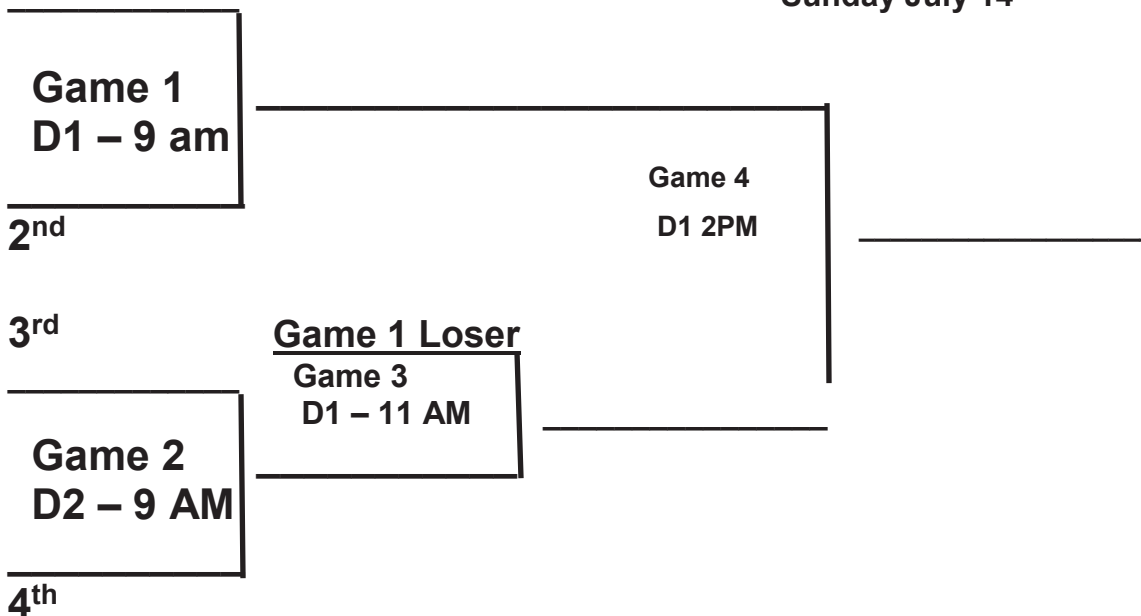 Sunday July 14
Game 1
D1 – 9 am
Game 4
D1 2PM
2nd
3rd
Game 1 Loser
Game 3
D1 – 11 AM
Game 2
D2 – 9 AM
4th